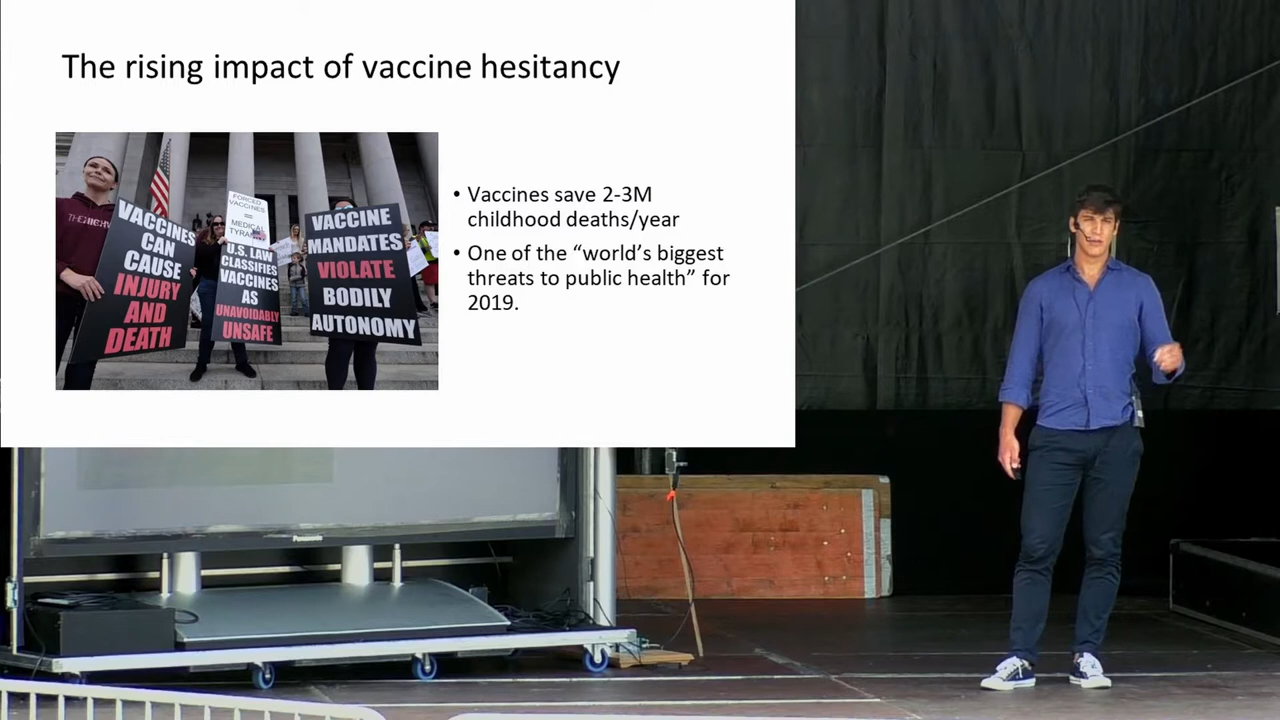 The rising impact of vaccine hesitancy
VACCINES
CAN
CAUSE
INJURY
AND
DEATH
FORCED
VACCINES
=
MEDICAL
U.S. LAW
CLASSIFIES
VACCINES
AS
UNAVOIDABLY
UNSAFE
VACCINE
MANDATES
VIOLATE
BODILY
AUTONOMY
• Vaccines save 2-3M
childhood deaths/year
• One of the “world’s biggest
threats to public health” for
2019.
Panasonic